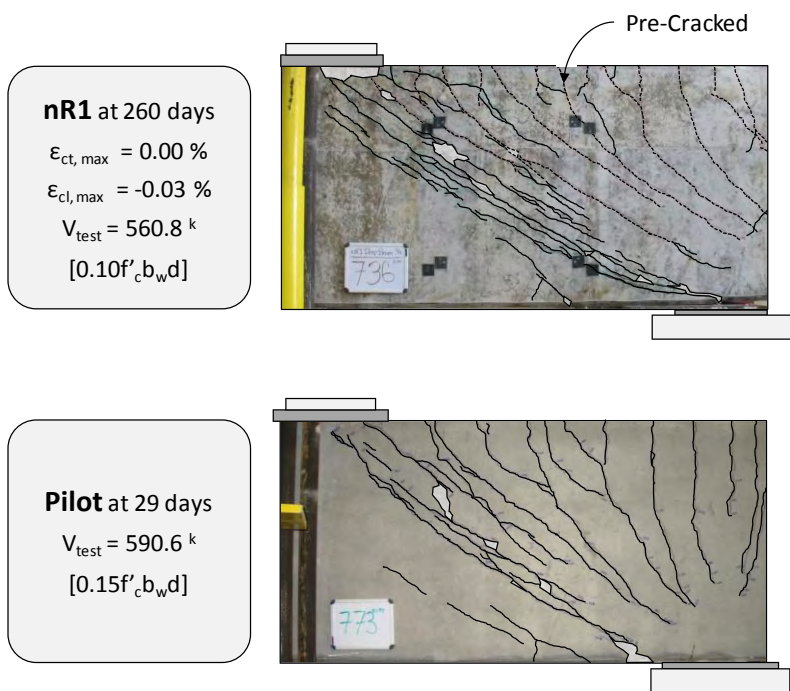 Pre-Cracked
nR1 at 260 days
εct, max = 0.00 %
εcl, max = -0.03 %
Vtest = 560.8 k
[0.10f'cbwd]
736
Pilot at 29 days
Vtest = 590.6 k
[0.15f'cbwd]
773